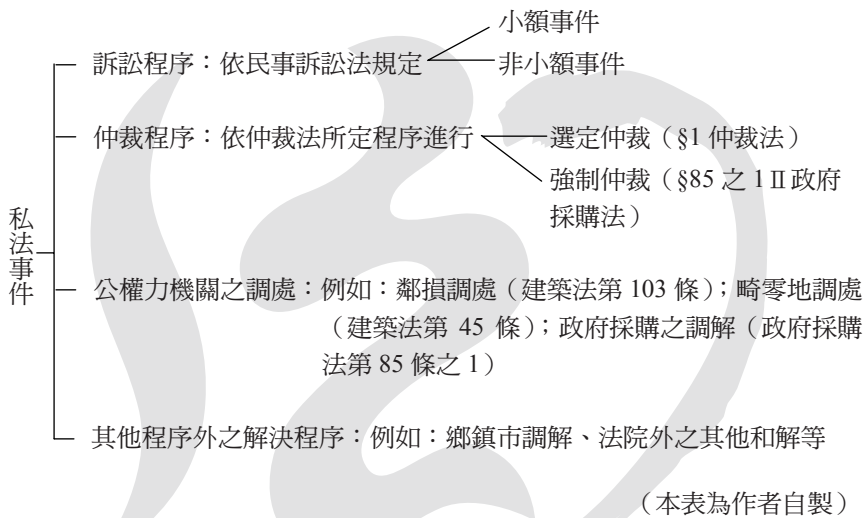 小額事件
訴訟程序：依民事訴訟法規定
非小額事件
仲裁程序：依仲裁法所定程序進行
選定仲裁（§1 仲裁法）
強制仲裁（§85 之 1 II 政府
採購法）
私法事件
公權力機關之調處：例如：鄰損調處（建築法第 103 條）；畸零地調處
（建築法第 45 條）；政府採購之調解（政府採購
法第 85 條之 1）
其他程序外之解決程序：例如：鄉鎮市調解、法院外之其他和解等
（本表為作者自製）